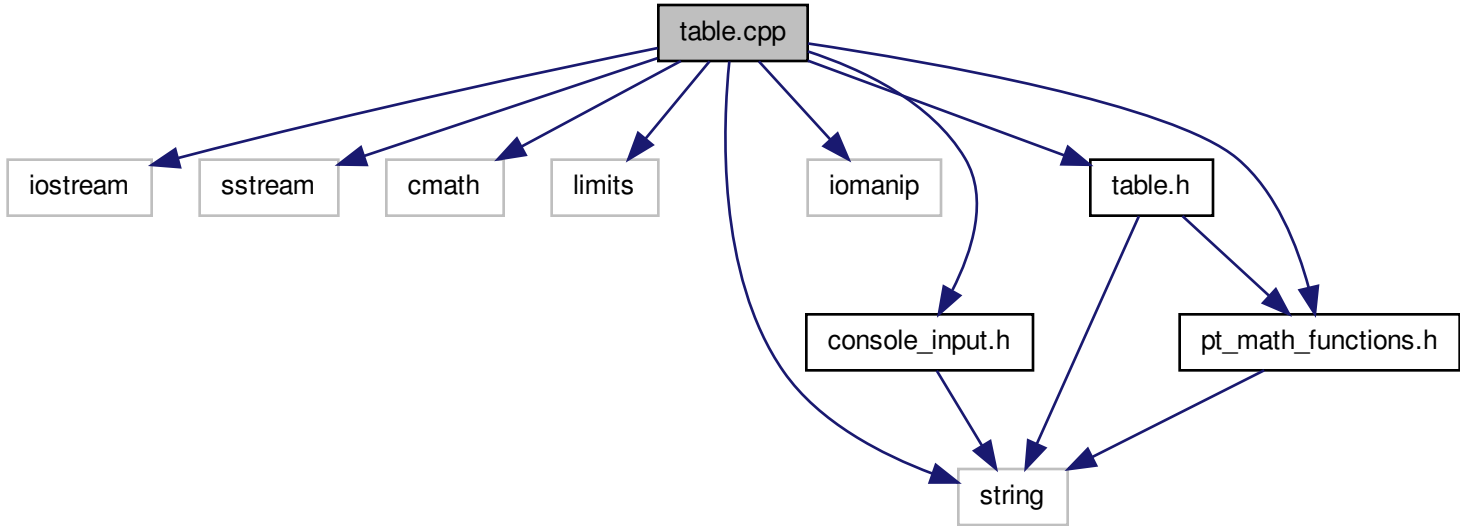 table.cpp
iostream
sstream
cmath
limits
iomanip
table.h
console_input.h
pt_math_functions.h
string